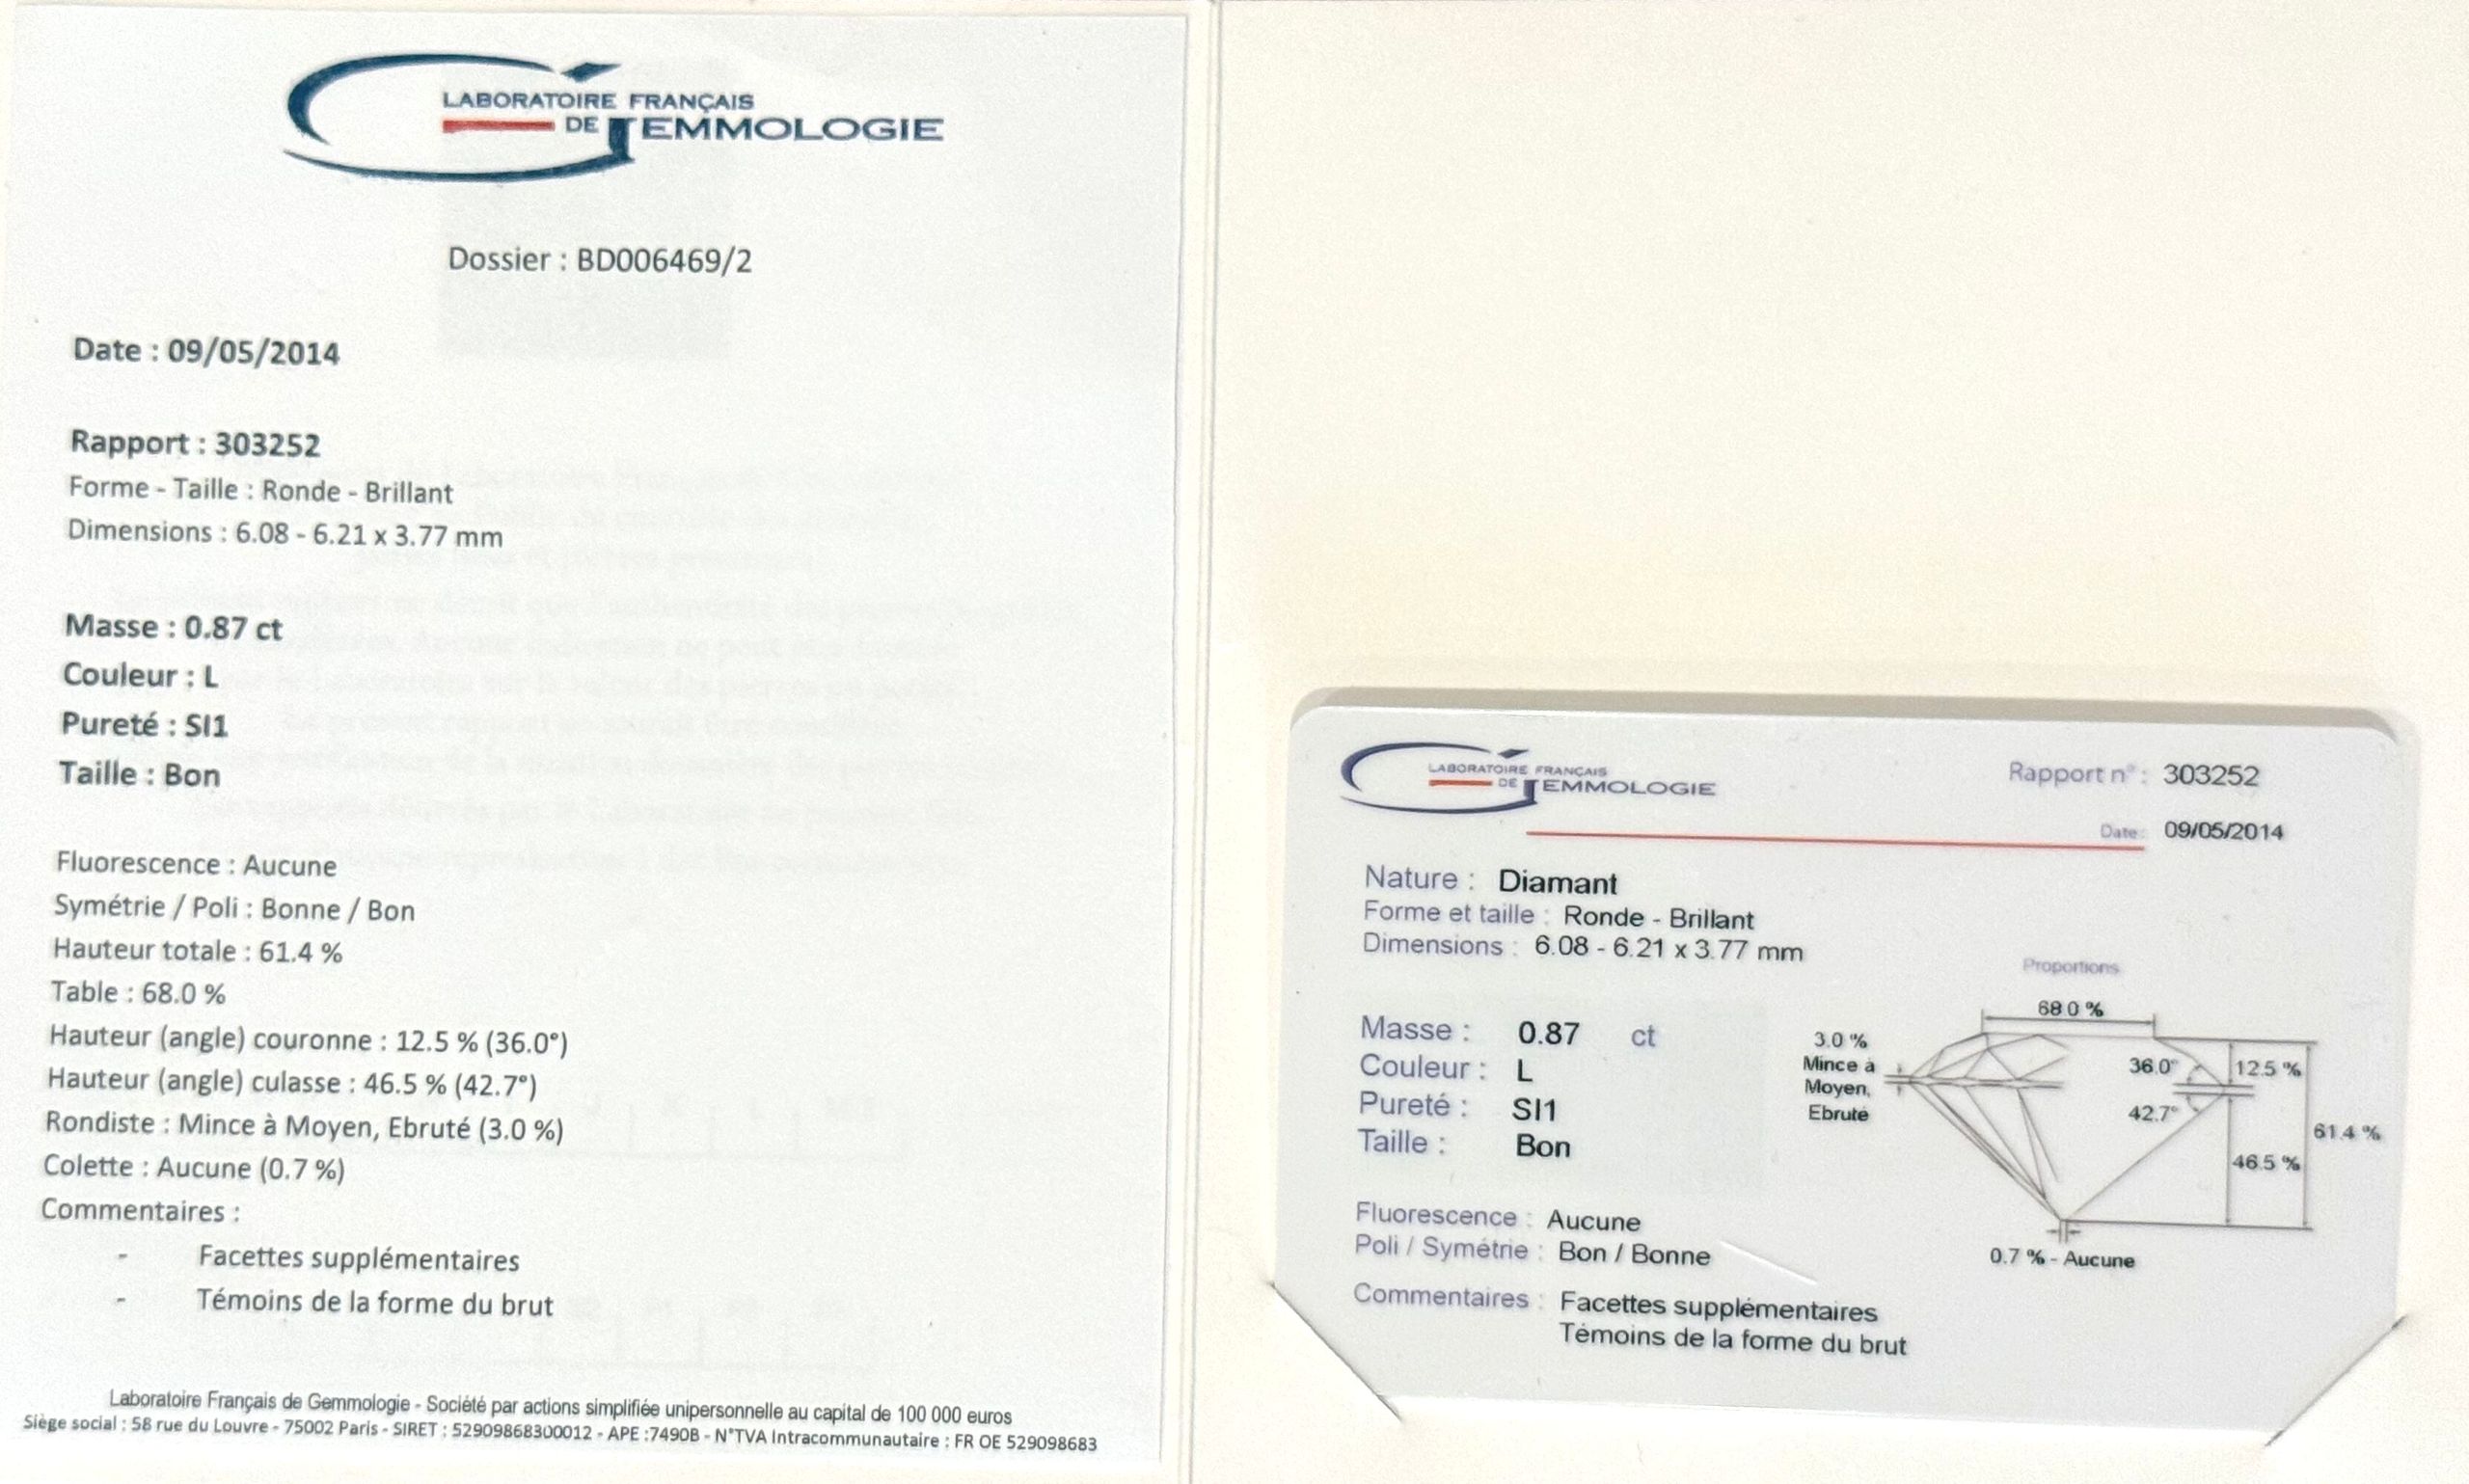 LABORATOIRE FRANÇAIS
DE GEMMOLOGIE
Dossier : BD006469/2
Date : 09/05/2014
Rapport : 303252
Forme - Taille : Ronde - Brillant
Dimensions : 6.08 - 6.21 x 3.77 mm
Masse : 0.87 ct
Couleur : L
Pureté : SI1
Taille : Bon
Fluorescence : Aucune
Symétrie / Poli : Bonne / Bon
Hauteur totale : 61.4 %
Table : 68.0 %
Hauteur (angle) couronne : 12.5 % (36.0°)
Hauteur (angle) culasse : 46.5 % (42.7°)
Rondiste : Mince à Moyen, Ebruté (3.0 %)
Colette : Aucune (0.7 %)
Commentaires :
- Facettes supplémentaires
- Témoins de la forme du brut
Laboratoire Français de Gemmologie - Société par actions simplifiée unipersonnelle au capital de 100 000 euros
Siège social : 58 rue du Louvre - 75002 Paris - SIRET : 52909868300012 - APE :7490B - N°TVA Intracommunautaire : FR OE 529098683
LABORATOIRE FRANÇAIS
DE GEMMOLOGIE
Rapport n° : 303252
Date : 09/05/2014
Nature : Diamant
Forme et taille : Ronde - Brillant
Dimensions : 6.08 - 6.21 x 3.77 mm
Masse : 0.87 ct
Couleur : L
Pureté : SI1
Taille : Bon
Fluorescence : Aucune
Poli / Symétrie : Bon / Bonne
Commentaires : Facettes supplémentaires
Témoins de la forme du brut
Proportions
68.0 %
3.0 %
Mince à
Moyen,
Ebruté
36.0°
12.5 %
42.7°
61.4 %
46.5 %
0.7 % - Aucune